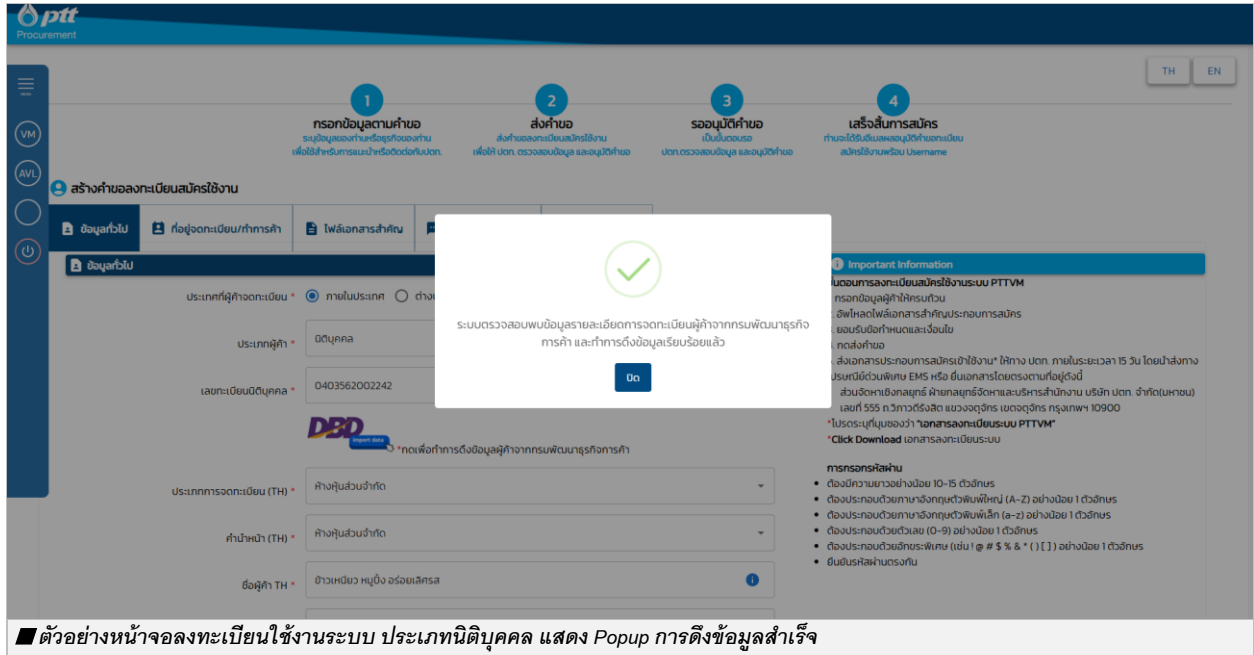 ptt
Procurement
TH EN
MENU
1 2 3 4
กรอกข้อมูลตามคำขอ
ระบุข้อมูลของท่านหรือธุรกิจของท่าน
เพื่อใช้สำหรับการแนะนำหรือติดต่อกับปตท.
ส่งคำขอ
ส่งคำขอลงทะเบียนสมัครใช้งาน
เพื่อให้ ปตท. ตรวจสอบข้อมูล และอนุมัติคำขอ
รออนุมัติคำขอ
เป็นขั้นตอนรอ
ปตท.ตรวจสอบข้อมูล และอนุมัติคำขอ
เสร็จสิ้นการสมัคร
ท่านจะได้รับอีเมลผลอนุมัติคำขอทะเบียน
สมัครใช้งานพร้อม Username
VM
AVL
สร้างคำขอลงทะเบียนสมัครใช้งาน
ข้อมูลทั่วไป ที่อยู่จดทะเบียน/ทำการค้า ไฟล์เอกสารสำคัญ
ข้อมูลทั่วไป
ประเทศที่ผู้ค้าจดทะเบียน * ภายในประเทศ
ประเภทผู้ค้า * นิติบุคคล
เลขทะเบียนนิติบุคคล * 0403562002242
DBD
import data
*กดเพื่อทำการดึงข้อมูลผู้ค้าจากกรมพัฒนาธุรกิจการค้า
ประเภทการจดทะเบียน (TH) * ห้างหุ้นส่วนจำกัด
คำนำหน้า (TH) * ห้างหุ้นส่วนจำกัด
ชื่อผู้ค้า TH * ข้าวเหนียว หมูปิ้ง อร่อยเลิศรส
ระบบตรวจสอบพบข้อมูลรายละเอียดการจดทะเบียนผู้ค้าจากกรมพัฒนาธุรกิจ
การค้า และทำการดึงข้อมูลเรียบร้อยแล้ว
ปิด
Important Information
ขั้นตอนการลงทะเบียนสมัครใช้งานระบบ PTTVM
กรอกข้อมูลผู้ค้าให้ครบถ้วน
อัพโหลดไฟล์เอกสารสำคัญประกอบการสมัคร
ยอมรับข้อกำหนดและเงื่อนไข
กดส่งคำขอ
ส่งเอกสารประกอบการสมัครเข้าใช้งาน* ให้ทาง ปตท. ภายในระยะเวลา 15 วัน โดยนำส่งทาง
ไปรษณีย์ด่วนพิเศษ EMS หรือ ยื่นเอกสารโดยตรงตามที่อยู่ดังนี้
ส่วนจัดหาเชิงกลยุทธ์ ฝ่ายกลยุทธ์จัดหาและบริหารสำนักงาน บริษัท ปตท. จำกัด(มหาชน)
เลขที่ 555 ถ.วิภาวดีรังสิต แขวงจตุจักร เขตจตุจักร กรุงเทพฯ 10900
*โปรดระบุที่มุมซองว่า "เอกสารลงทะเบียนระบบ PTTVM"
*Click Download เอกสารลงทะเบียนระบบ
การกรอกรหัสผ่าน
• ต้องมีความยาวอย่างน้อย 10-15 ตัวอักษร
• ต้องประกอบด้วยภาษาอังกฤษตัวพิมพ์ใหญ่ (A-Z) อย่างน้อย 1 ตัวอักษร
• ต้องประกอบด้วยภาษาอังกฤษตัวพิมพ์เล็ก (a-z) อย่างน้อย 1 ตัวอักษร
• ต้องประกอบด้วยตัวเลข (0-9) อย่างน้อย 1 ตัวอักษร
• ต้องประกอบด้วยอักขระพิเศษ (เช่น ! @ # $ % & * ( ) [ ] ) อย่างน้อย 1 ตัวอักษร
• ยืนยันรหัสผ่านตรงกัน
ตัวอย่างหน้าจอลงทะเบียนใช้งานระบบ ประเภทนิติบุคคล แสดง Popup การดึงข้อมูลสำเร็จ